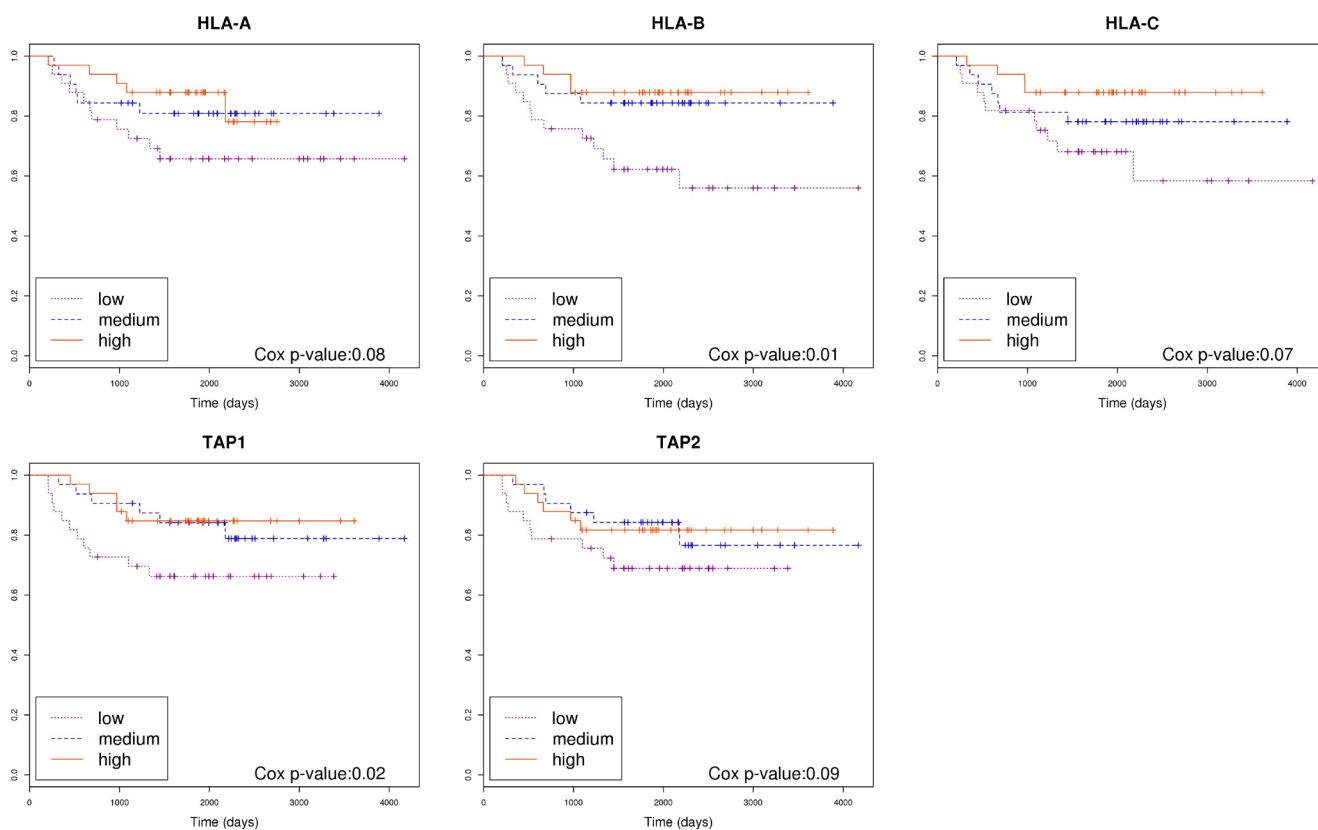 HLA-A
HLA-B
HLA-C
1.0
0.8
0.6
0.4
0.2
0.0
low
medium
high
Cox p-value:0.08
0 1000 2000 3000 4000
Time (days)
1.0
0.8
0.6
0.4
0.2
0.0
low
medium
high
Cox p-value:0.01
0 1000 2000 3000 4000
Time (days)
1.0
0.8
0.6
0.4
0.2
0.0
low
medium
high
Cox p-value:0.07
0 1000 2000 3000 4000
Time (days)
TAP1
TAP2
1.0
0.8
0.6
0.4
0.2
0.0
low
medium
high
Cox p-value:0.02
0 1000 2000 3000 4000
Time (days)
1.0
0.8
0.6
0.4
0.2
0.0
low
medium
high
Cox p-value:0.09
0 1000 2000 3000 4000
Time (days)